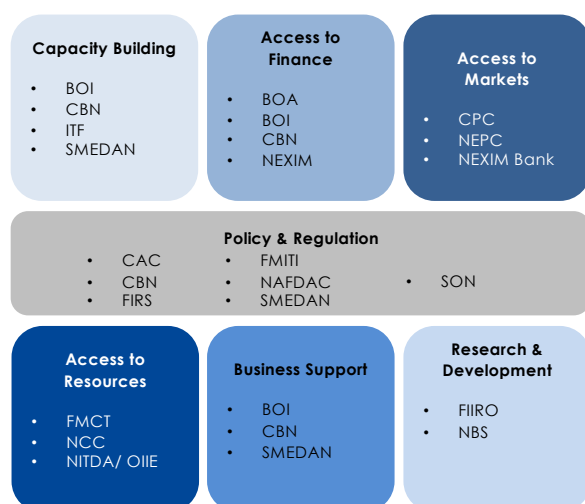 Capacity Building
• BOI
• CBN
• ITF
• SMEDAN
Access to
Finance
• BOA
• BOI
• CBN
• NEXIM
Access to
Markets
• CPC
• NEPC
• NEXIM Bank
Policy & Regulation
• CAC
• CBN
• FIRS
• FMITI
• NAFDAC
• SMEDAN
• SON
Access to
Resources
• FMCT
• NCC
• NITDA/ OIIE
Business Support
• BOI
• CBN
• SMEDAN
Research &
Development
• FIIRO
• NBS